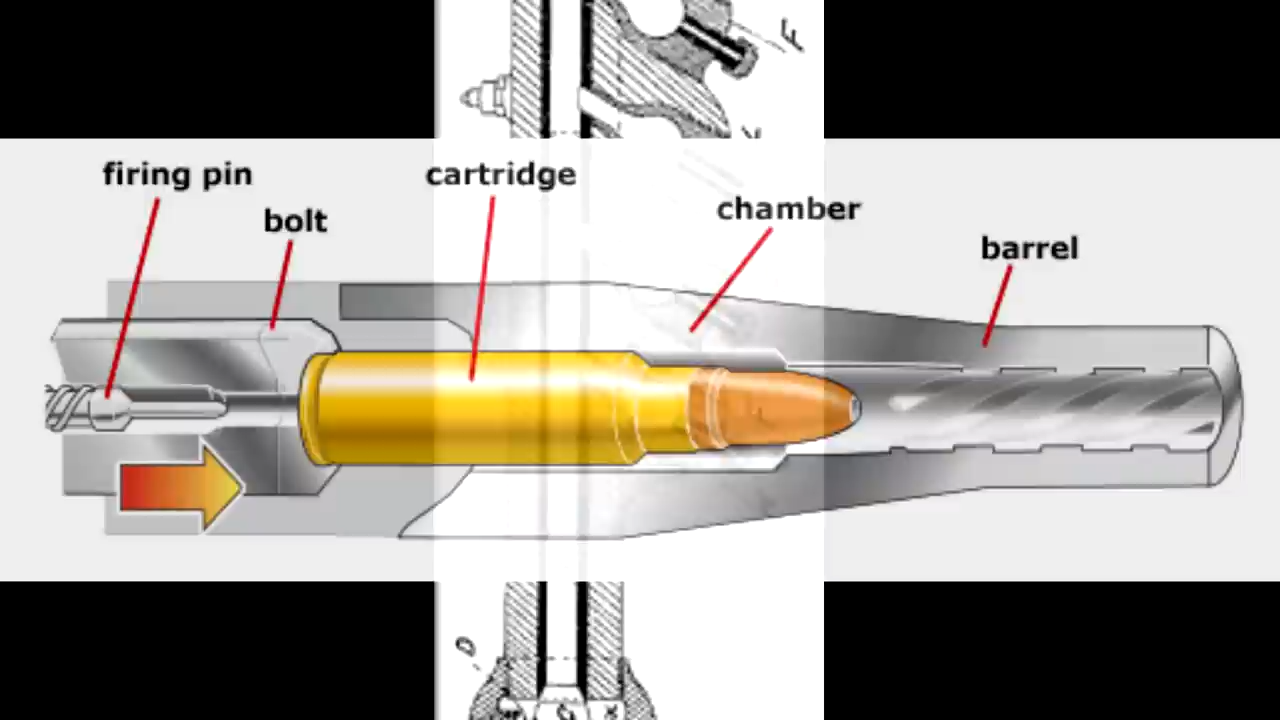 F
firing pin
cartridge
chamber
bolt
barrel
D